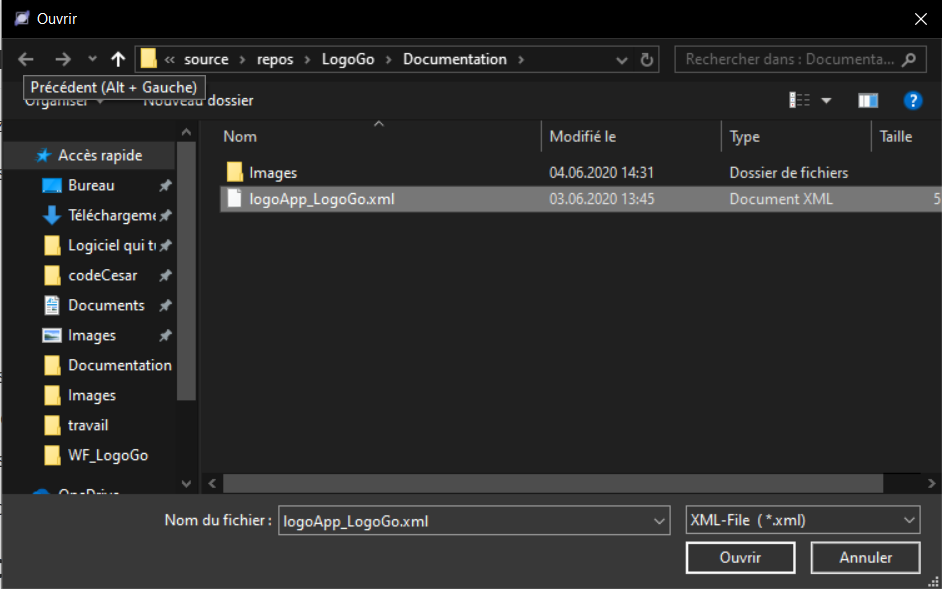 Ouvrir
« source > repos > LogoGo > Documentation >
Rechercher dans : Documenta...
Précédent (Alt + Gauche)
Organiser Nouveau dossier
Nom Modifié le Type Taille
Accès rapide
Bureau
Téléchargeme
Logiciel qui tu
codeCesar
Documents
Images
Documentation
Images
travail
WF_LogoGo
OneDrive
Images 04.06.2020 14:31 Dossier de fichiers
logoApp_LogoGo.xml 03.06.2020 13:45 Document XML 5
Nom du fichier : logoApp_LogoGo.xml XML-File (*.xml)
Ouvrir Annuler